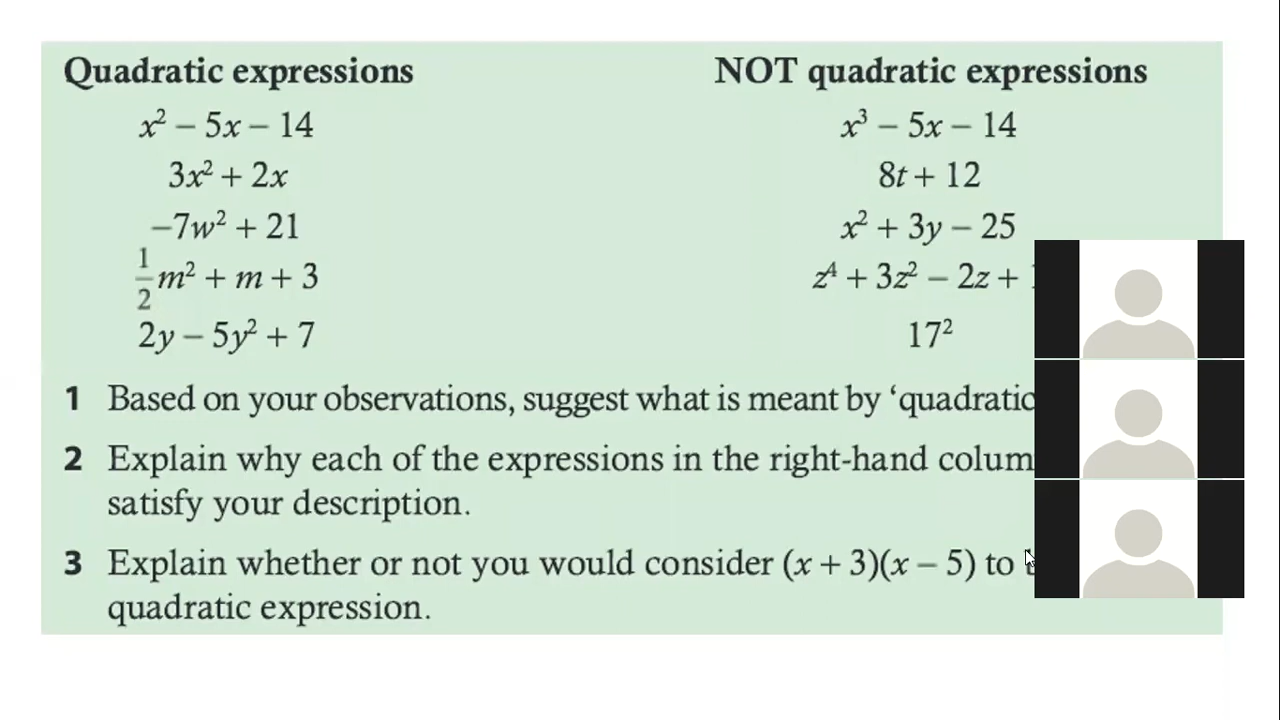 Quadratic expressions NOT quadratic expressions
x² – 5x – 14 x³ – 5x – 14
3x² + 2x 8t + 12
–7w² + 21 x² + 3y – 25
1/2 m² + m + 3 z⁴ + 3z² – 2z +
2y – 5y² + 7 17²
1 Based on your observations, suggest what is meant by ‘quadratic
2 Explain why each of the expressions in the right-hand colum
satisfy your description.
3 Explain whether or not you would consider (x + 3)(x – 5) to
quadratic expression.